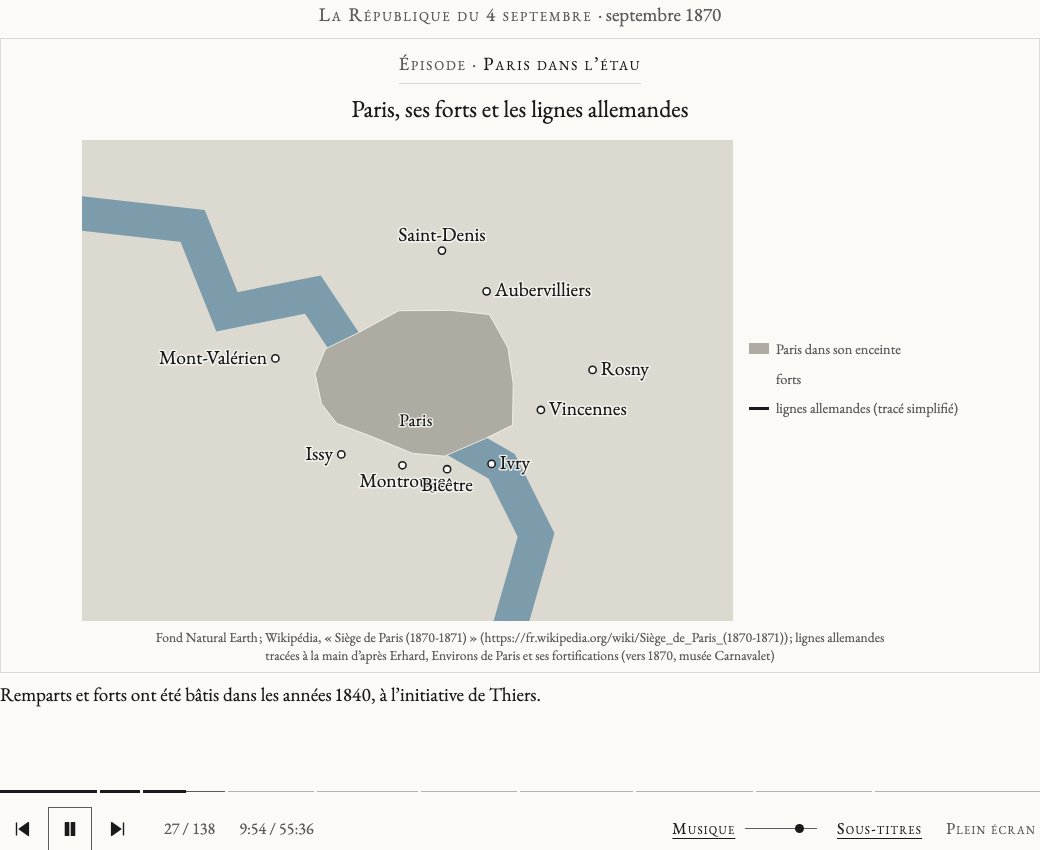 La République du 4 septembre · septembre 1870
Épisode · Paris dans l’étau
Paris, ses forts et les lignes allemandes
Saint-Denis
Aubervilliers
Mont-Valérien
Rosny
Vincennes
Paris
Issy
Ivry
Bicêtre
Paris dans son enceinte
forts
lignes allemandes (tracé simplifié)
Fond Natural Earth ; Wikipédia, « Siège de Paris (1870-1871) » (https://fr.wikipedia.org/wiki/Siège_de_Paris_(1870-1871)) ; lignes allemandes
tracées à la main d’après Erhard, Environs de Paris et ses fortifications (vers 1870, musée Carnavalet)
Remparts et forts ont été bâtis dans les années 1840, à l’initiative de Thiers.
27 / 138 9:54 / 55:36 Musique Sous-titres Plein écran